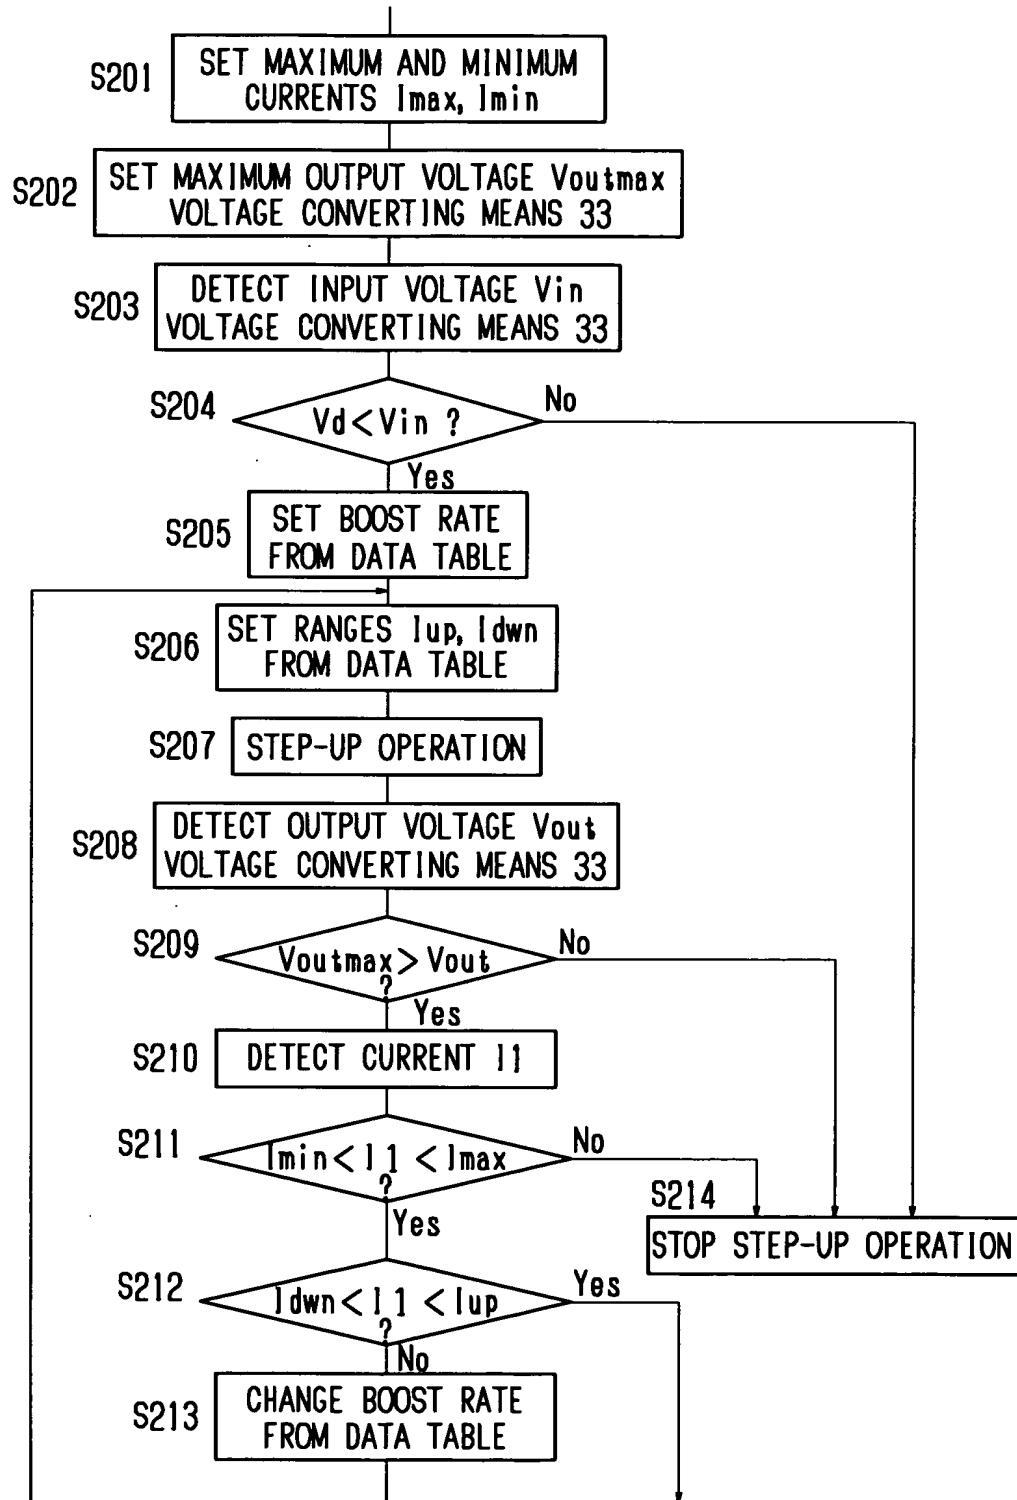 S201
SET MAXIMUM AND MINIMUM
CURRENTS Imax, Imin
S202
SET MAXIMUM OUTPUT VOLTAGE Voutmax
VOLTAGE CONVERTING MEANS 33
S203
DETECT INPUT VOLTAGE Vin
VOLTAGE CONVERTING MEANS 33
S204
Vd<Vin ?
No
Yes
S205
SET BOOST RATE
FROM DATA TABLE
S206
SET RANGES Iup, Idwn
FROM DATA TABLE
S207
STEP-UP OPERATION
S208
DETECT OUTPUT VOLTAGE Vout
VOLTAGE CONVERTING MEANS 33
S209
Voutmax>Vout
?
No
Yes
S210
DETECT CURRENT I1
S211
Imin<I1<Imax
?
No
Yes
S214
STOP STEP-UP OPERATION
S212
Idwn<I1<Iup
?
Yes
No
S213
CHANGE BOOST RATE
FROM DATA TABLE